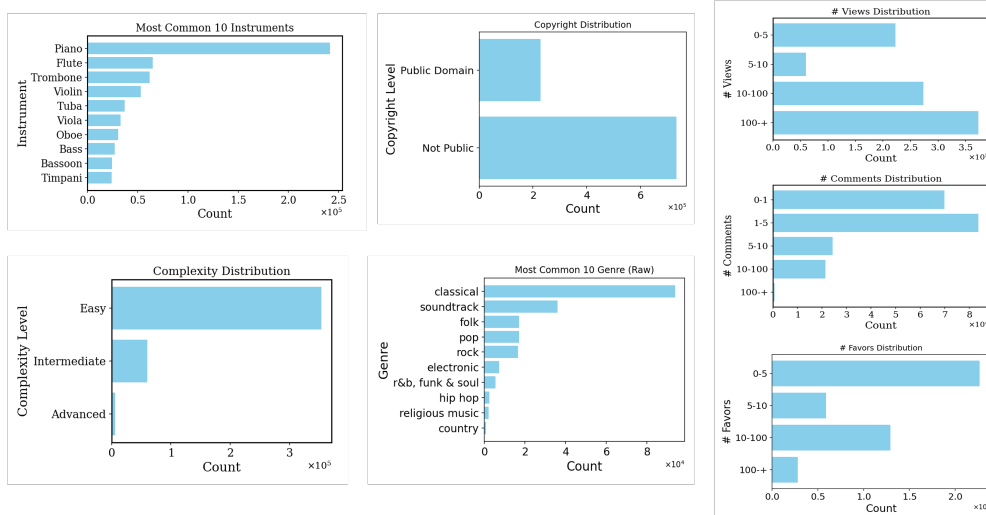 Most Common 10 Instruments
Instrument
Piano
Flute
Trombone
Violin
Tuba
Viola
Oboe
Bass
Bassoon
Timpani
0.0 0.5 1.0 1.5 2.0 2.5
Count
×10⁵
Copyright Distribution
Copyright Level
Public Domain
Not Public
0 2 4 6
Count
×10⁵
# Views Distribution
# Views
0-5
5-10
10-100
100-+
0.0 0.5 1.0 1.5 2.0 2.5 3.0 3.5
Count
# Comments Distribution
# Comments
0-1
1-5
5-10
10-100
100-+
0 1 2 3 4 5 6 7 8
Count
# Favors Distribution
# Favors
0-5
5-10
10-100
100-+
0.0 0.5 1.0 1.5 2.0
Count
Complexity Distribution
Complexity Level
Easy
Intermediate
Advanced
0 1 2 3
Count
×10⁵
Most Common 10 Genre (Raw)
Genre
classical
soundtrack
folk
pop
rock
electronic
r&b, funk & soul
hip hop
religious music
country
0 2 4 6 8
Count
×10⁴